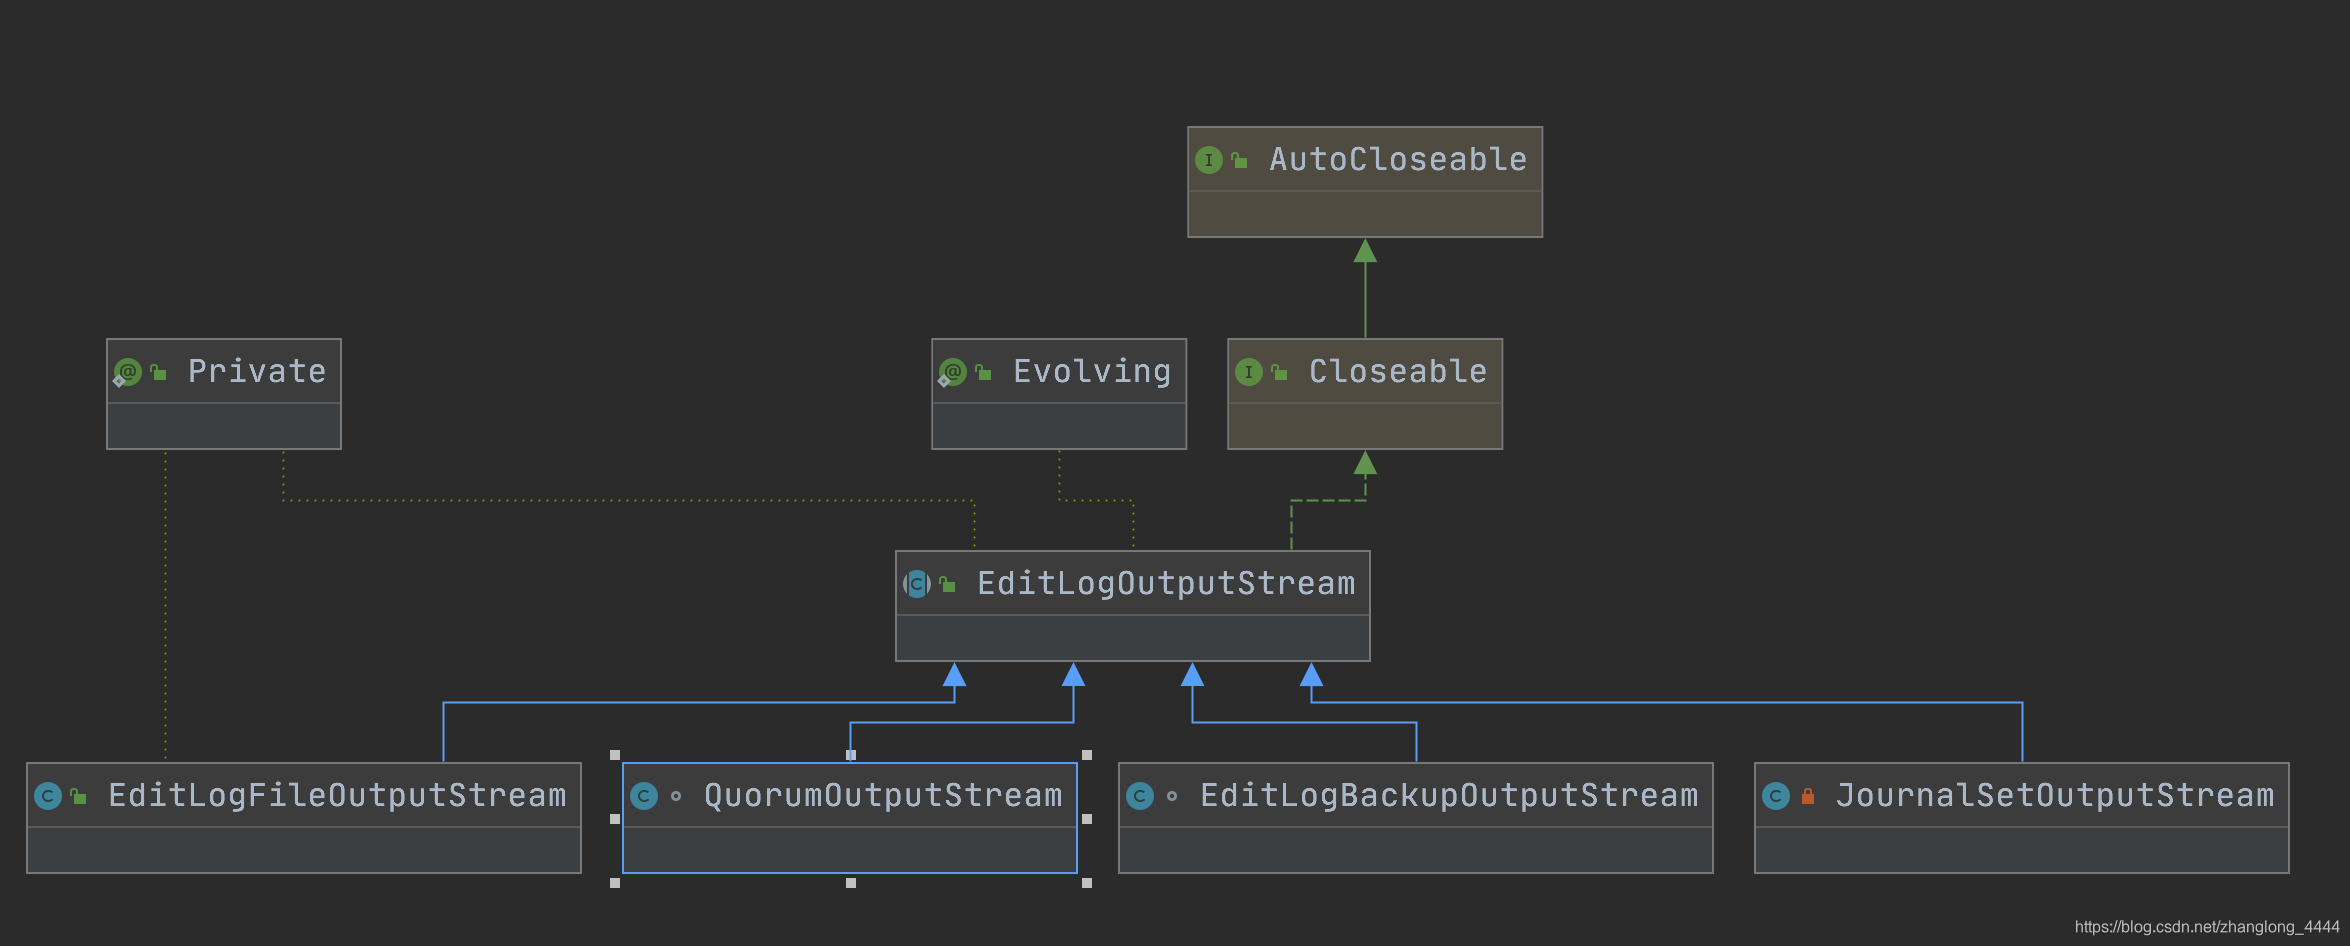 AutoCloseable
Private
Evolving
Closeable
EditLogOutputStream
EditLogFileOutputStream
QuorumOutputStream
EditLogBackupOutputStream
JournalSetOutputStream
https://blog.csdn.net/zhanglong_4444